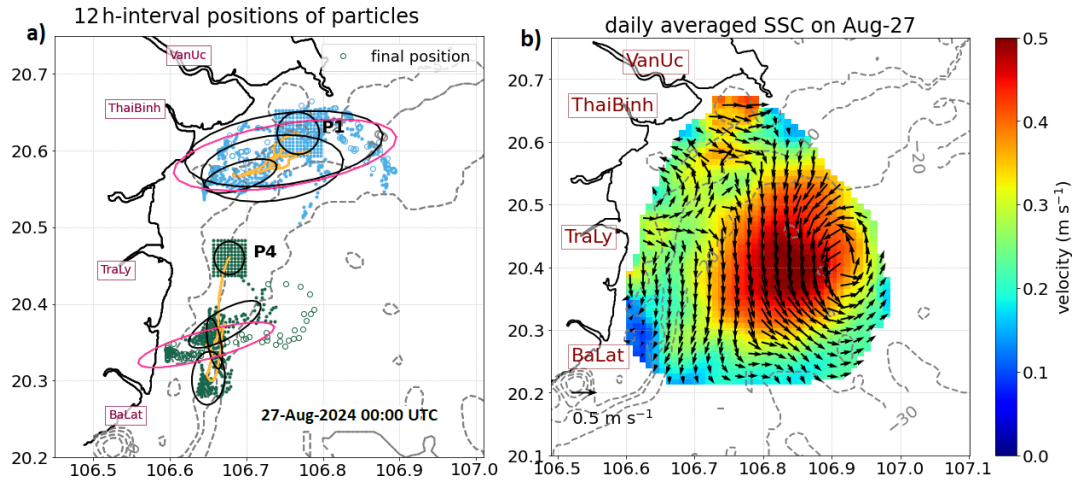 12 h-interval positions of particles
a)
VanUc
final position
ThaiBinh
P1
P4
TraLy
BaLat
27-Aug-2024 00:00 UTC
20.7
20.6
20.5
20.4
20.3
20.2
106.5 106.6 106.7 106.8 106.9 107.0
daily averaged SSC on Aug-27
b)
VanUc
ThaiBinh
TraLy
BaLat
−20
−30
0.5 m s⁻¹
20.7
20.6
20.5
20.4
20.3
20.2
20.1
106.5 106.6 106.7 106.8 106.9 107.0 107.1
0.5
0.4
0.3
0.2
0.1
0.0
velocity (m s⁻¹)